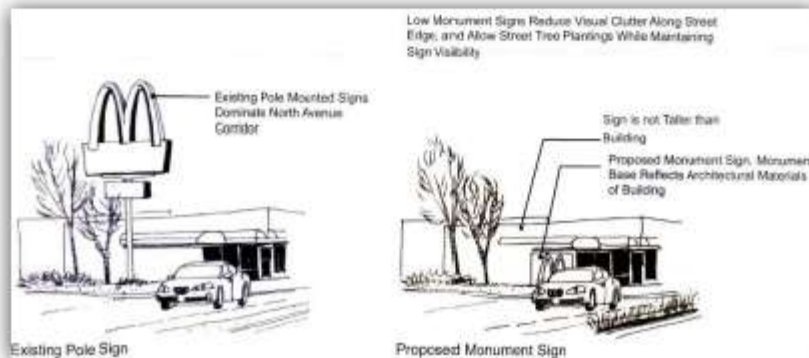 Low Monument Signs Reduce Visual Clutter Along Street
Edge, and Allow Street Tree Plantings While Maintaining
Sign Visibility
Existing Pole Mounted Signs
Dominate North Avenue
Corridor
Sign is not Taller than
Building
Proposed Monument Sign. Monument
Base Reflects Architectural Materials
of Building
Existing Pole Sign
Proposed Monument Sign